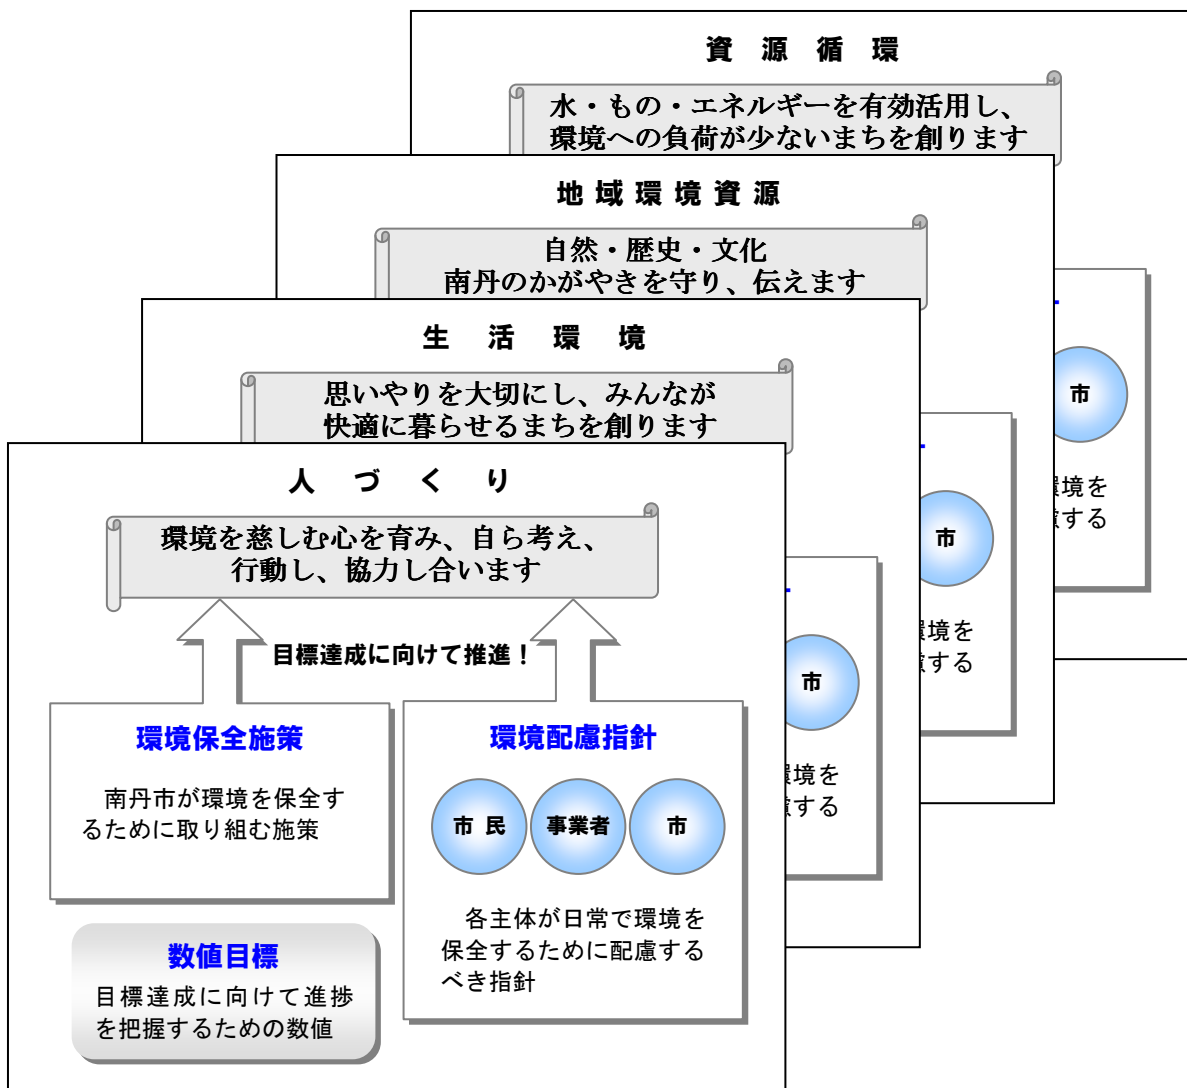 資源循環
水・もの・エネルギーを有効活用し、
環境への負荷が少ないまちを創ります
市
環境を
慮する
地域環境資源
自然・歴史・文化
南丹のかがやきを守り、伝えます
市
環境を
慮する
生活環境
思いやりを大切にし、みんなが
快適に暮らせるまちを創ります
市
環境を
慮する
人づくり
環境を慈しむ心を育み、自ら考え、
行動し、協力し合います
目標達成に向けて推進！
環境保全施策
南丹市が環境を保全す
るために取り組む施策
数値目標
目標達成に向けて進捗
を把握するための数値
環境配慮指針
市民 事業者 市
各主体が日常で環境を
保全するために配慮する
べき指針